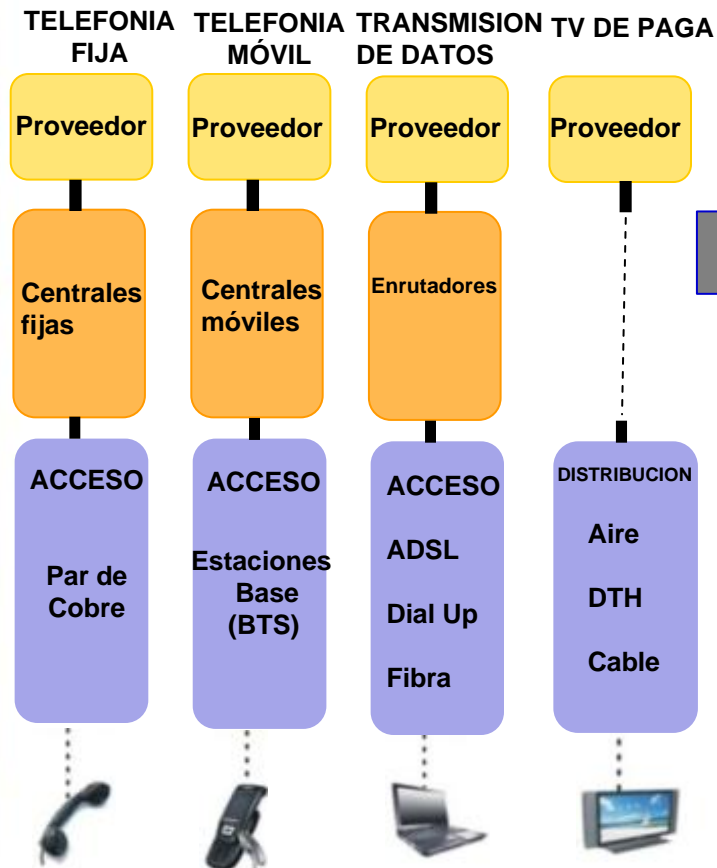 TELEFONIA
FIJA
TELEFONIA
MÓVIL
TRANSMISION
DE DATOS
TV DE PAGA
Proveedor
Proveedor
Proveedor
Proveedor
Centrales
fijas
Centrales
móviles
Enrutadores
ACCESO
Par de
Cobre
ACCESO
Estaciones
Base
(BTS)
ACCESO
ADSL
Dial Up
Fibra
DISTRIBUCION
Aire
DTH
Cable